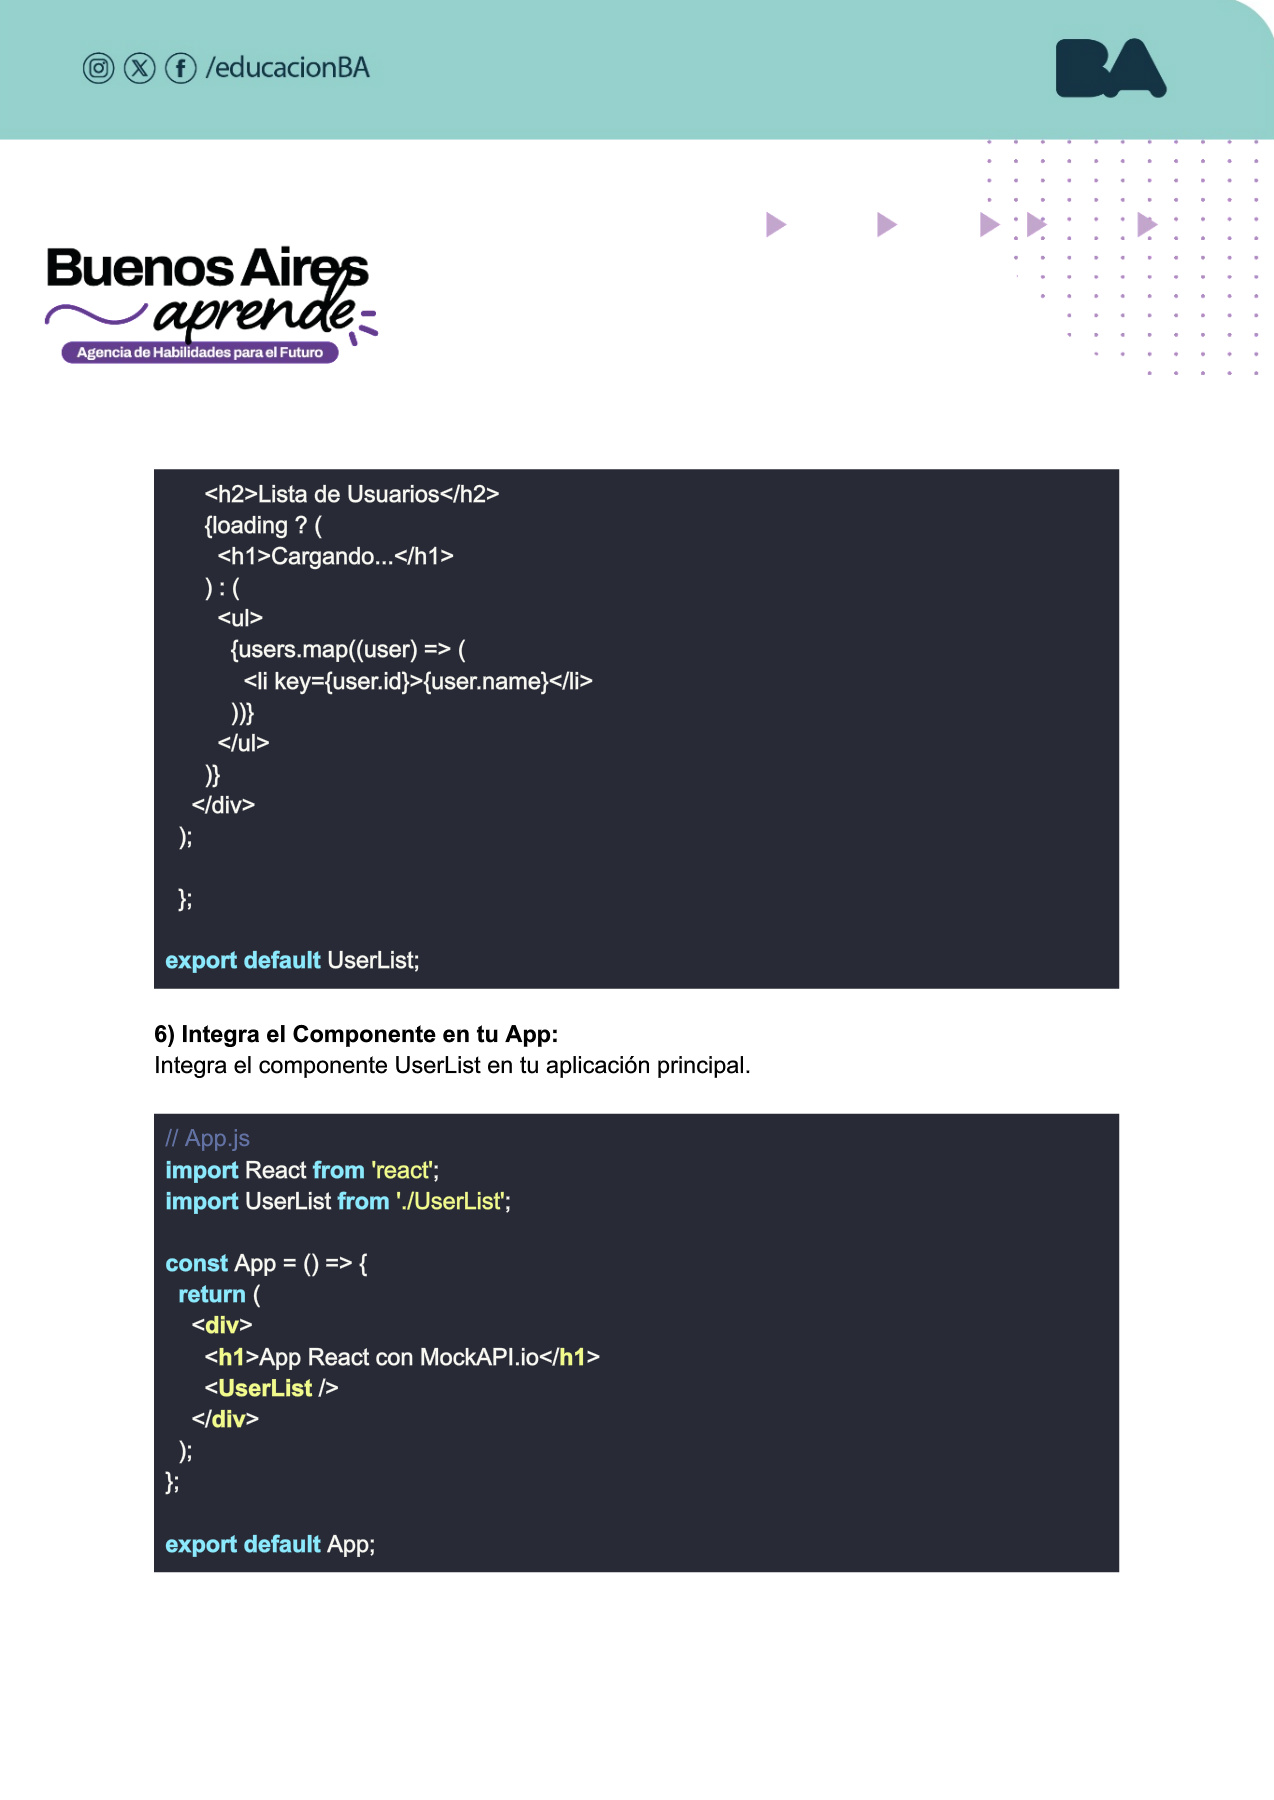 /educacionBA
BA
Buenos Aires
aprende
Agencia de Habilidades para el Futuro
<h2>Lista de Usuarios</h2>
{loading ? (
<h1>Cargando...</h1>
) : (
<ul>
{users.map((user) => (
<li key={user.id}>{user.name}</li>
))}
</ul>
)}
</div>
);
};
export default UserList;
6) Integra el Componente en tu App:
Integra el componente UserList en tu aplicación principal.
// App.js
import React from 'react';
import UserList from './UserList';
const App = () => {
return (
<div>
<h1>App React con MockAPI.io</h1>
<UserList />
</div>
);
};
export default App;